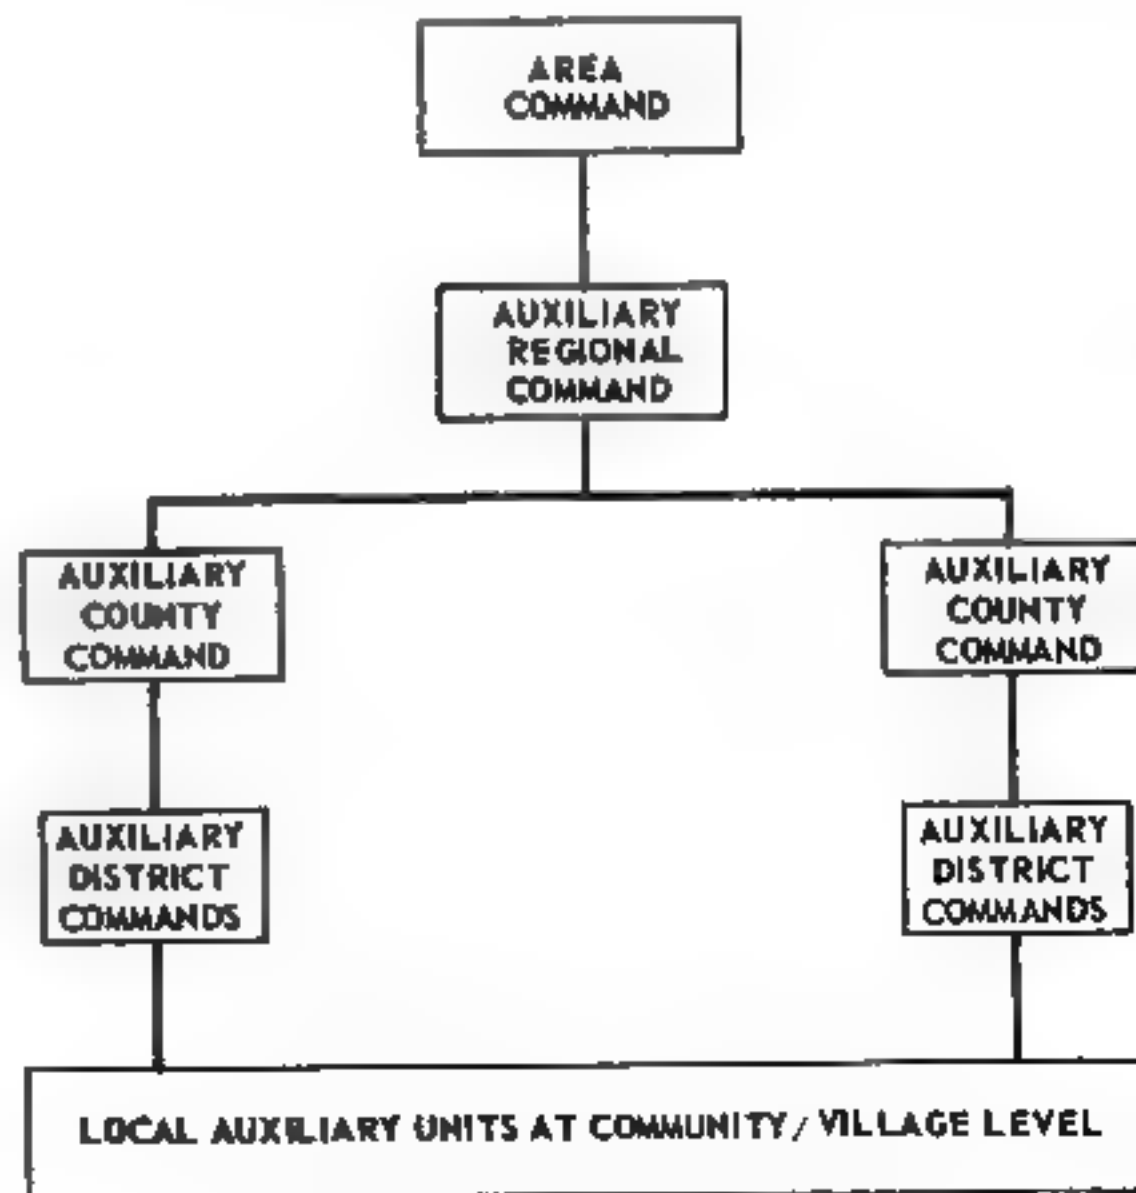 AREA
COMMAND
AUXILIARY
REGIONAL
COMMAND
AUXILIARY
COUNTY
COMMAND
AUXILIARY
COUNTY
COMMAND
AUXILIARY
DISTRICT
COMMANDS
AUXILIARY
DISTRICT
COMMANDS
LOCAL AUXILIARY UNITS AT COMMUNITY/VILLAGE LEVEL